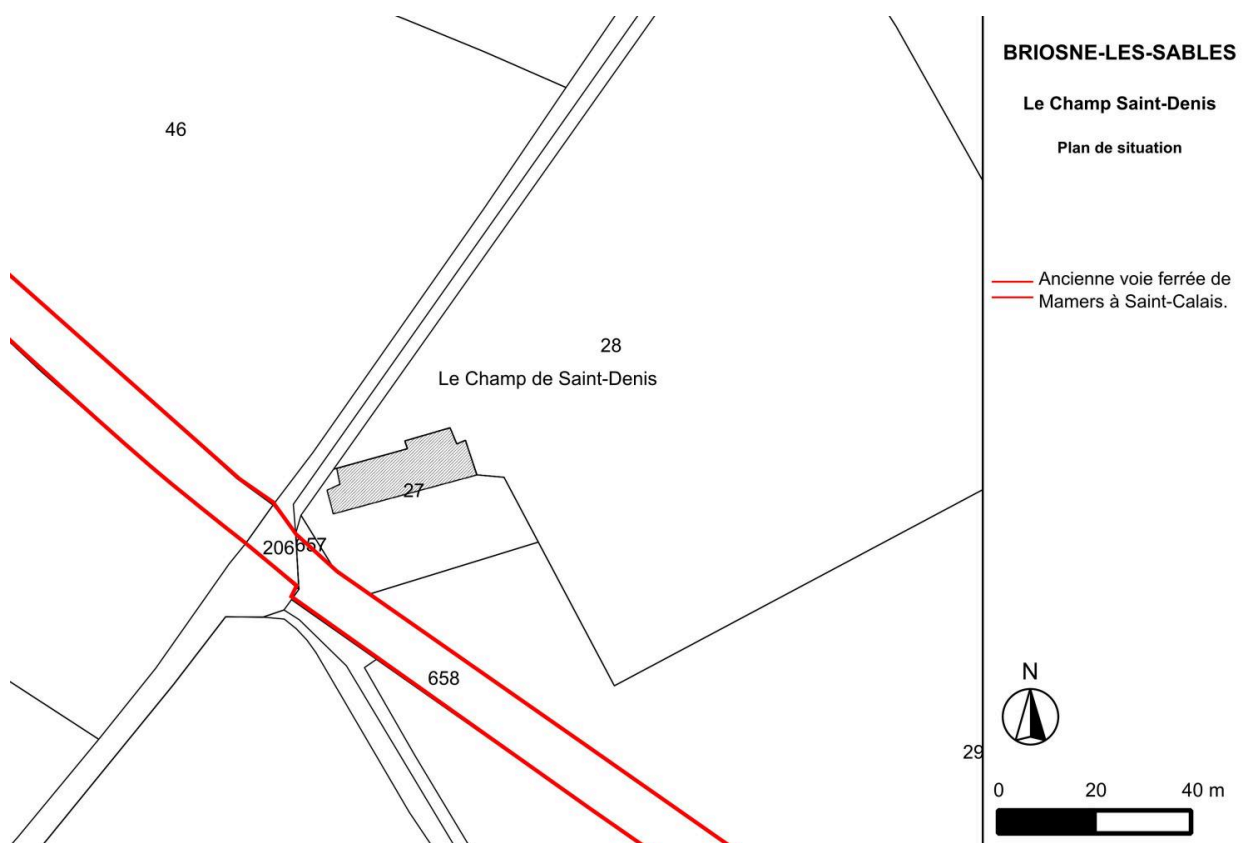 BRIOSNE-LES-SABLES
Le Champ Saint-Denis
Plan de situation
46
Ancienne voie ferrée de
Mamers à Saint-Calais.
28
Le Champ de Saint-Denis
27
206
657
658
29
N
0 20 40 m